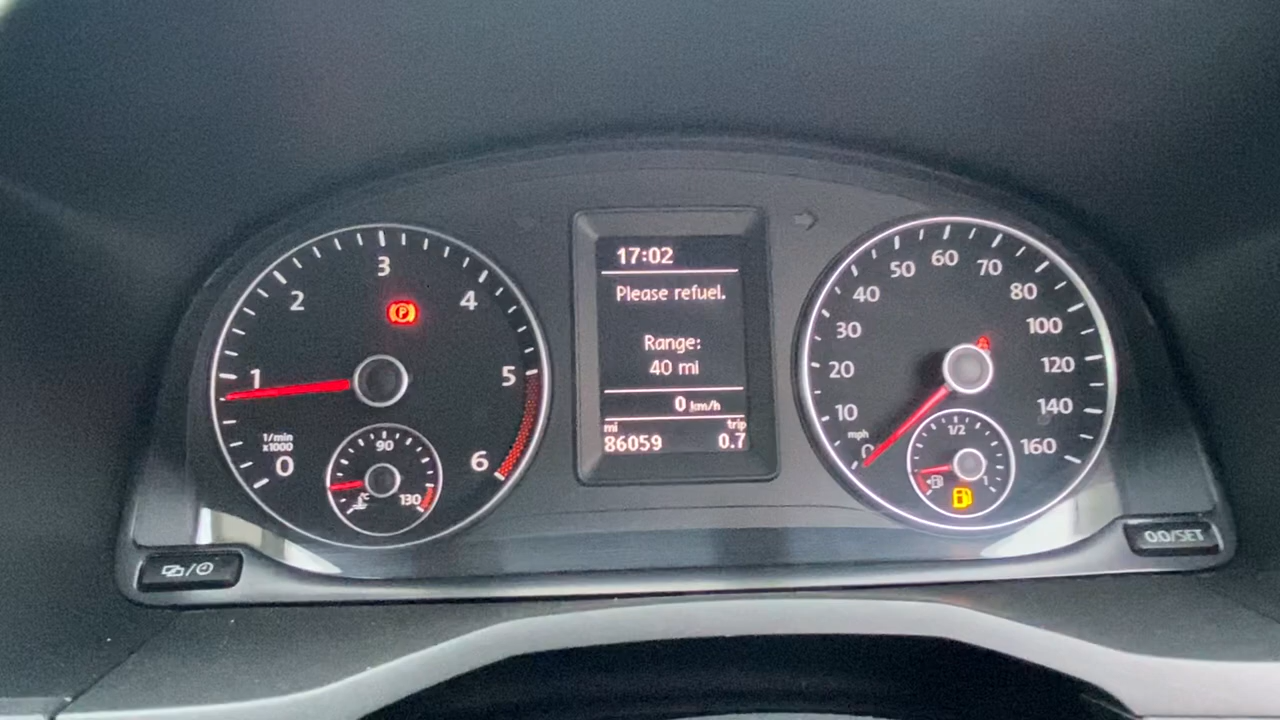 17:02
Please refuel.
Range:
40 mi
0 km/h
mi trip
86059 0.7
0
1
2
3
4
5
6
1/min
x1000
90
°C 130
P
0
10
20
30
40
50
60
70
80
100
120
140
160
mph
1/2
1
0.0/SET